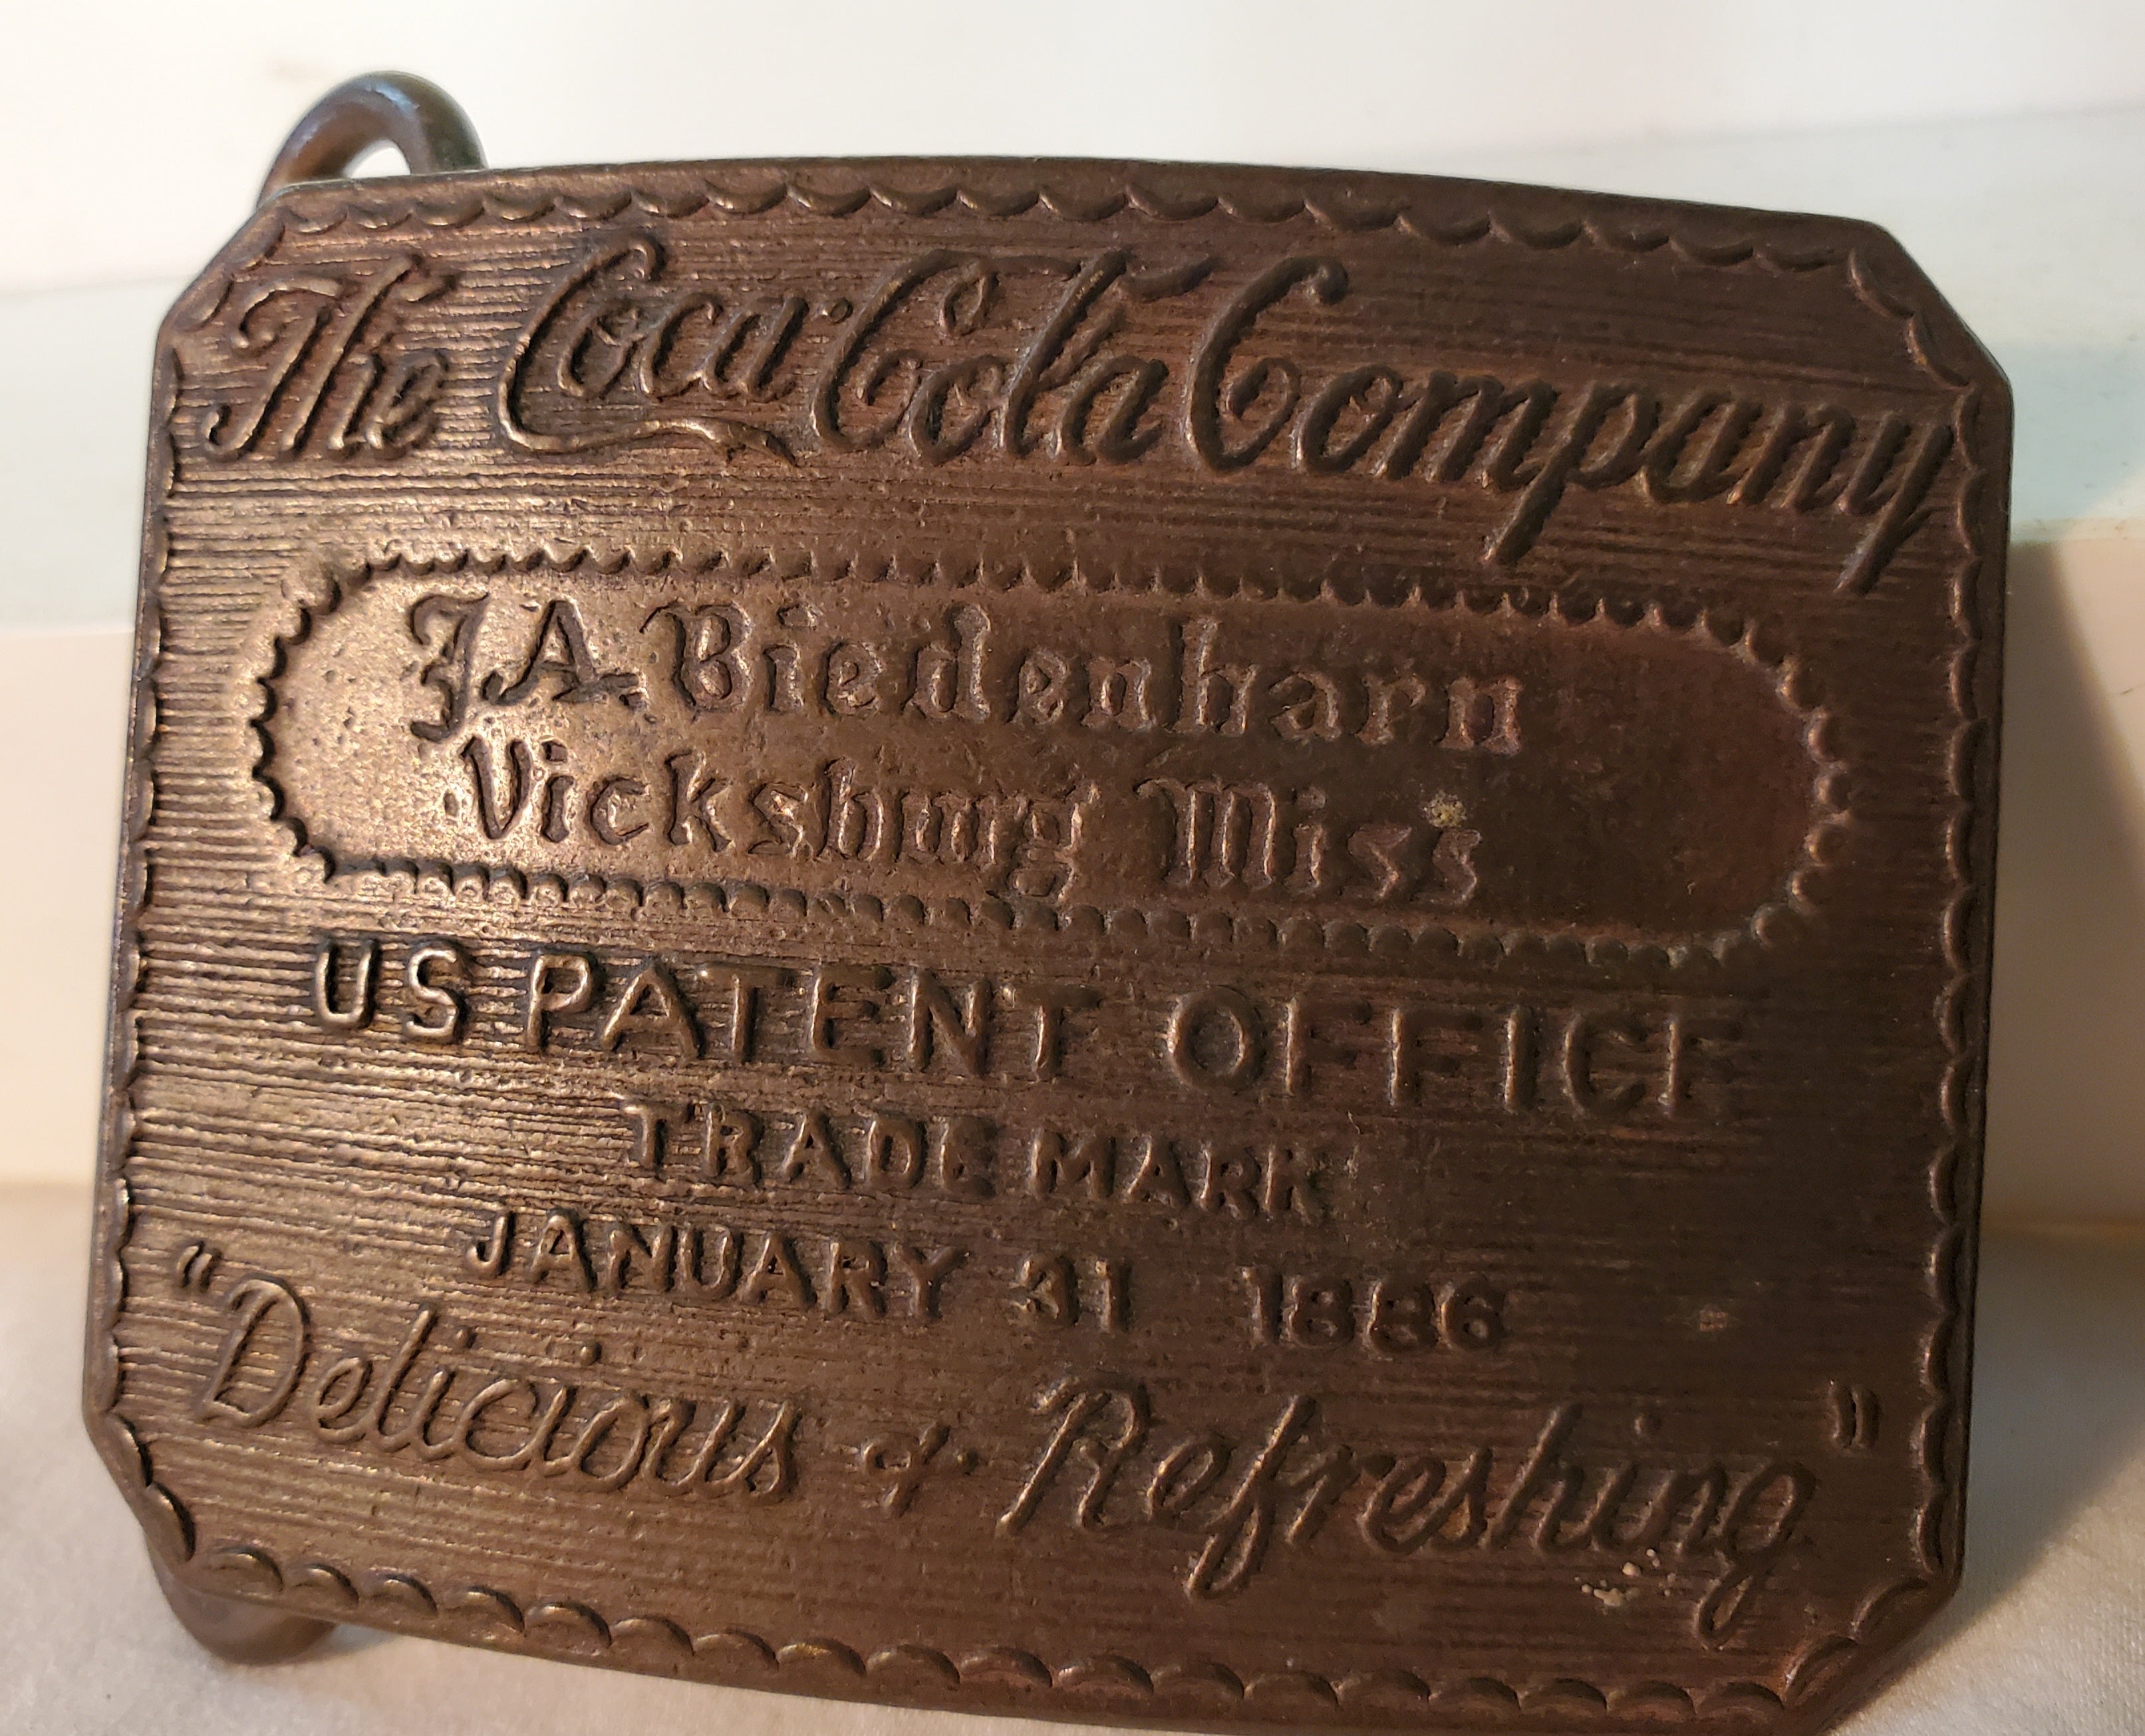 The Coca-Cola Company
J.A. Biedenharn
Vicksburg Miss
US PATENT OFFICE
TRADE MARK
JANUARY 31 1886
"Delicious & Refreshing"